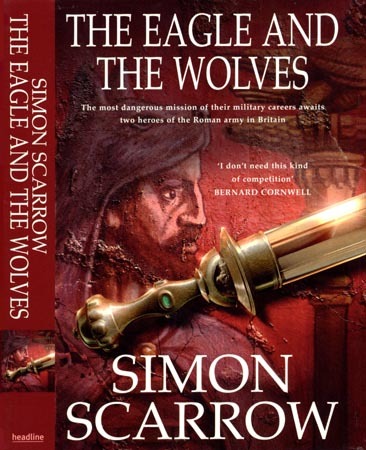 SIMON SCARROW
THE EAGLE AND THE WOLVES
headline
THE EAGLE AND
THE WOLVES
The most dangerous mission of their military careers awaits
two heroes of the Roman army in Britain
'I don't need this kind
of competition'
BERNARD CORNWELL
SIMON
SCARROW